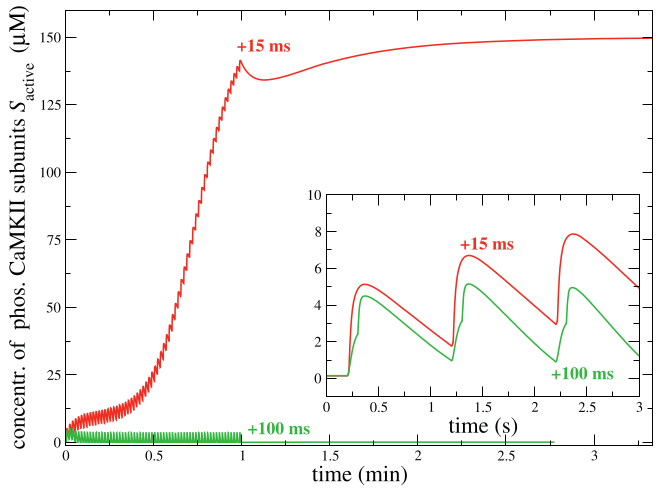 concentr. of phos. CaMKII subunits S_active (μM)
150
125
100
75
50
25
0
+15 ms
+100 ms
0 0.5 1 1.5 2 2.5 3
time (min)
10
8
6
4
2
0
+15 ms
+100 ms
0 0.5 1 1.5 2 2.5 3
time (s)